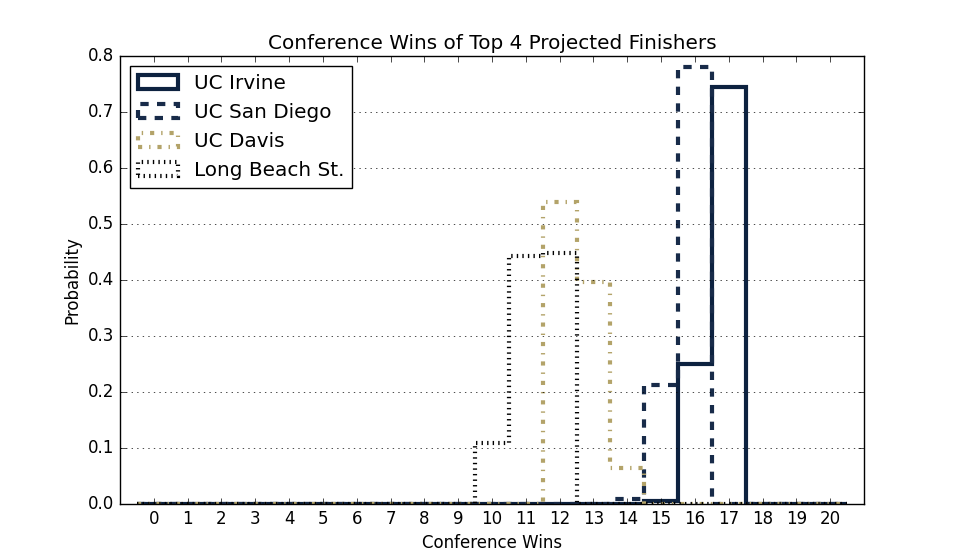 Conference Wins of Top 4 Projected Finishers
UC Irvine
UC San Diego
UC Davis
Long Beach St.
Probability
0.8
0.7
0.6
0.5
0.4
0.3
0.2
0.1
0.0
0 1 2 3 4 5 6 7 8 9 10 11 12 13 14 15 16 17 18 19 20
Conference Wins